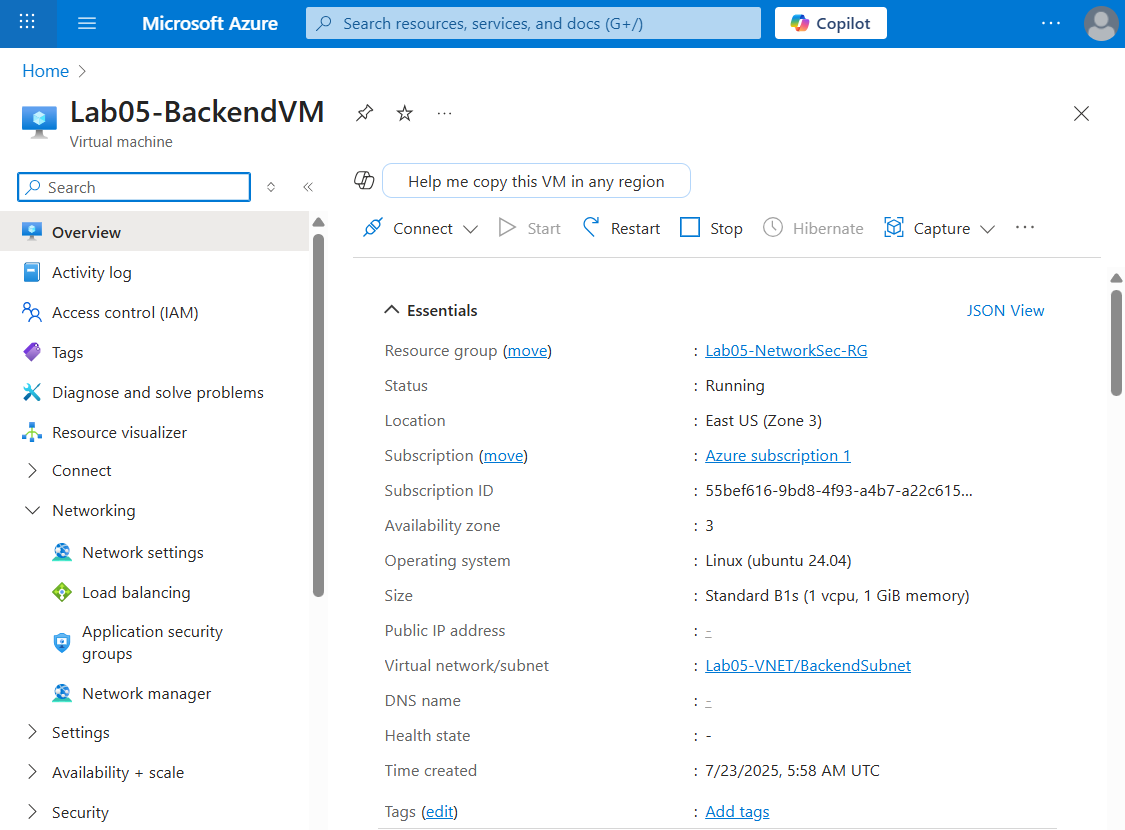 Microsoft Azure
Search resources, services, and docs (G+/)
Copilot
Home
Lab05-BackendVM
Virtual machine
Search
Help me copy this VM in any region
Connect
Start
Restart
Stop
Hibernate
Capture
Overview
Activity log
Access control (IAM)
Tags
Diagnose and solve problems
Resource visualizer
Connect
Networking
Network settings
Load balancing
Application security
groups
Network manager
Settings
Availability + scale
Security
Essentials
JSON View
Resource group (move) : Lab05-NetworkSec-RG
Status : Running
Location : East US (Zone 3)
Subscription (move) : Azure subscription 1
Subscription ID : 55bef616-9bd8-4f93-a4b7-a22c615...
Availability zone : 3
Operating system : Linux (ubuntu 24.04)
Size : Standard B1s (1 vcpu, 1 GiB memory)
Public IP address : -
Virtual network/subnet : Lab05-VNET/BackendSubnet
DNS name : -
Health state : -
Time created : 7/23/2025, 5:58 AM UTC
Tags (edit) : Add tags